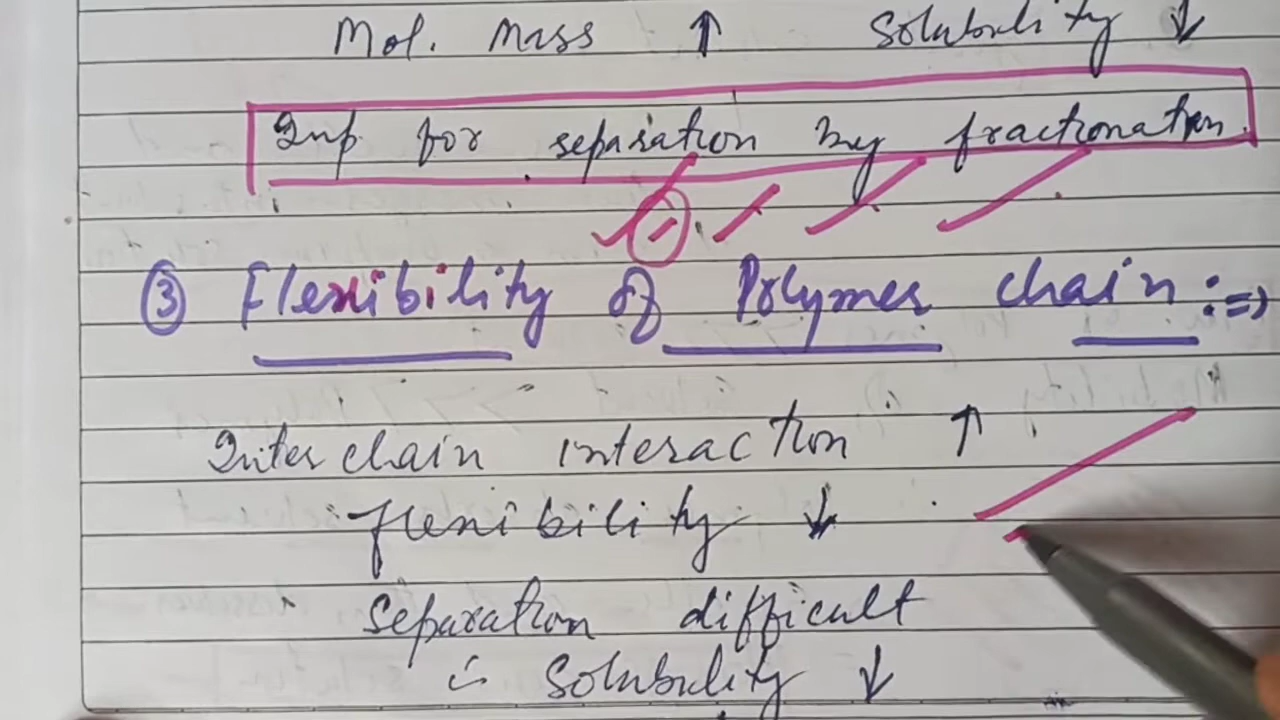 Mol. Mass ↑ Solubility ↓
Imp for separation by fractionation.
③ Flexibility of Polymer chain :⇒
Inter chain interaction ↑
flexibility ↓
Separation difficult
∴ Solubility ↓